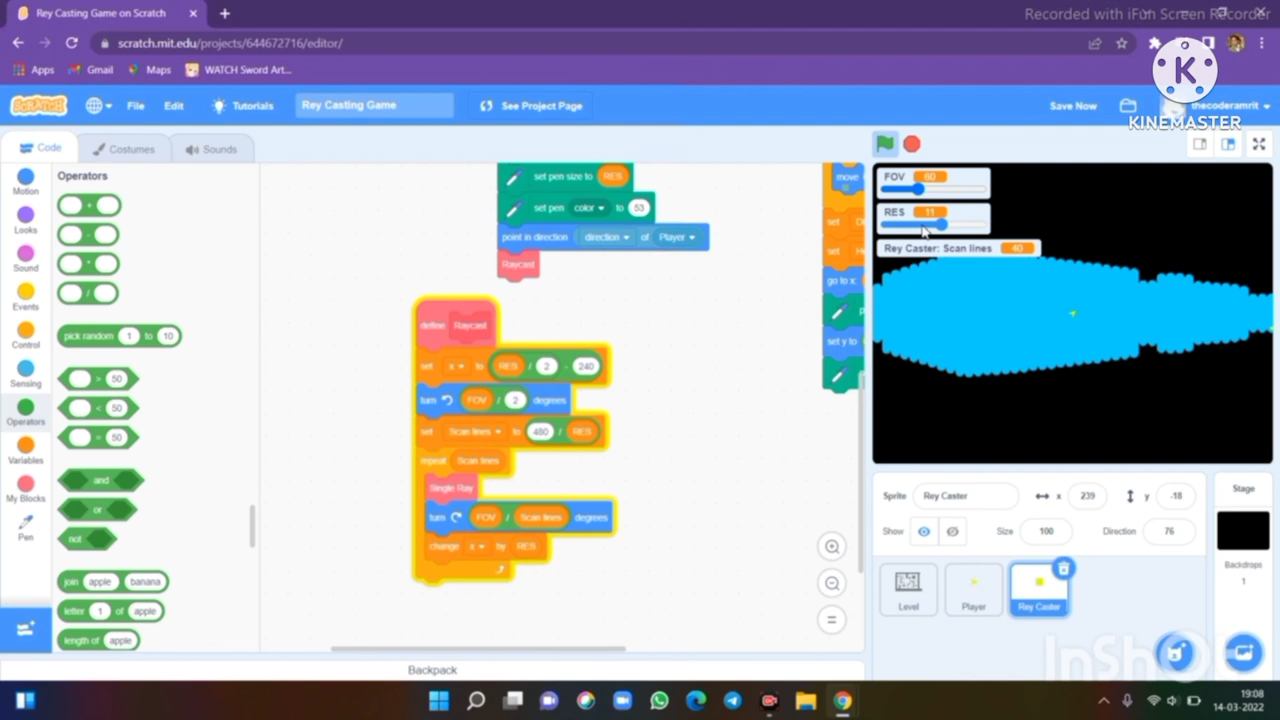 Rey Casting Game on Scratch
Recorded with iFun Screen Recorder
scratch.mit.edu/projects/644672716/editor/
Apps
Gmail
Maps
WATCH Sword Art...
K
KINEMASTER
SCRATCH
File
Edit
Tutorials
Rey Casting Game
See Project Page
Save Now
thecoderamrit
Code
Costumes
Sounds
Motion
Looks
Sound
Events
Control
Sensing
Operators
Variables
My Blocks
Pen
Operators
+
-
*
/
pick random 1 to 10
> 50
< 50
= 50
and
or
not
join apple banana
letter 1 of apple
length of apple
set pen size to RES
set pen color to 53
point in direction direction of Player
Raycast
define Raycast
set x to RES / 2 - 240
turn FOV / 2 degrees
set Scan lines to 480 / RES
repeat Scan lines
Single Ray
turn FOV / Scan lines degrees
change x by RES
move
set
set
go to x:
set y to
FOV 60
RES 11
Rey Caster: Scan lines 40
Sprite Rey Caster x 239 y -18
Show Size 100 Direction 76
Level
Player
Rey Caster
Stage
Backdrops
1
Backpack
InShOt
19:08
14-03-2022